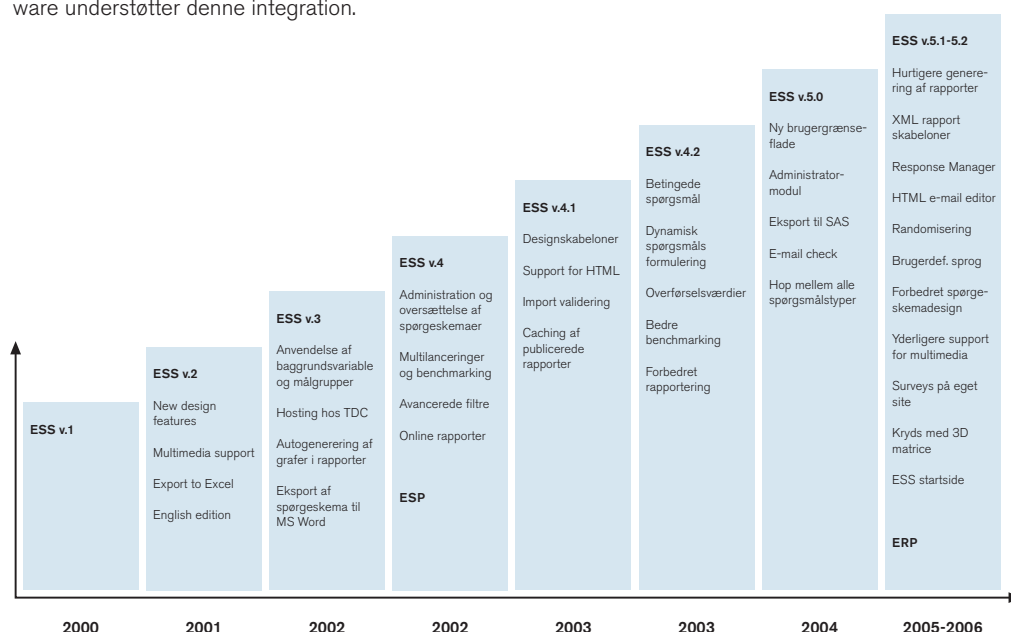 ware understøtter denne integration.
ESS v.1
ESS v.2
New design
features
Multimedia support
Export to Excel
English edition
ESS v.3
Anvendelse af
baggrundsvariable
og målgrupper
Hosting hos TDC
Autogenerering af
grafer i rapporter
Eksport af
spørgeskema til
MS Word
ESS v.4
Administration og
oversættelse af
spørgeskemaer
Multilanceringer
og benchmarking
Avancerede filtre
Online rapporter
ESP
ESS v.4.1
Designskabeloner
Support for HTML
Import validering
Caching af
publicerede
rapporter
ESS v.4.2
Betingede
spørgsmål
Dynamisk
spørgsmåls
formulering
Overførselsværdier
Bedre
benchmarking
Forbedret
rapportering
ESS v.5.0
Ny brugergrænse-
flade
Administrator-
modul
Eksport til SAS
E-mail check
Hop mellem alle
spørgsmålstyper
ESS v.5.1-5.2
Hurtigere genere-
ring af rapporter
XML rapport
skabeloner
Response Manager
HTML e-mail editor
Randomisering
Brugerdef. sprog
Forbedret spørge-
skemadesign
Yderligere support
for multimedia
Surveys på eget
site
Kryds med 3D
matrice
ESS startside
ERP
2000 2001 2002 2002 2003 2003 2004 2005-2006